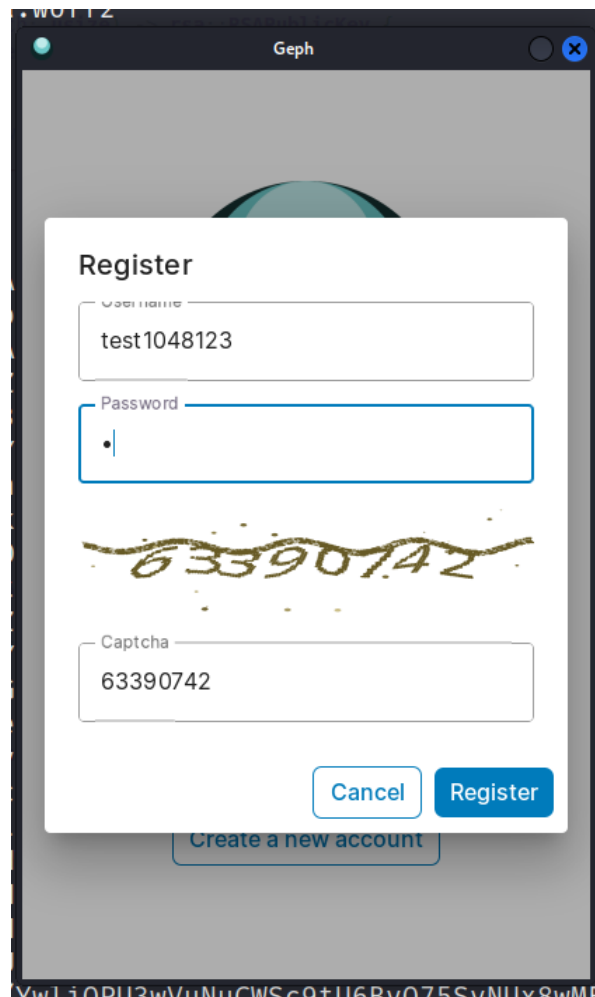 Geph
Register
Username
test1048123
Password
•
63390742
Captcha
63390742
Cancel
Register
Create a new account